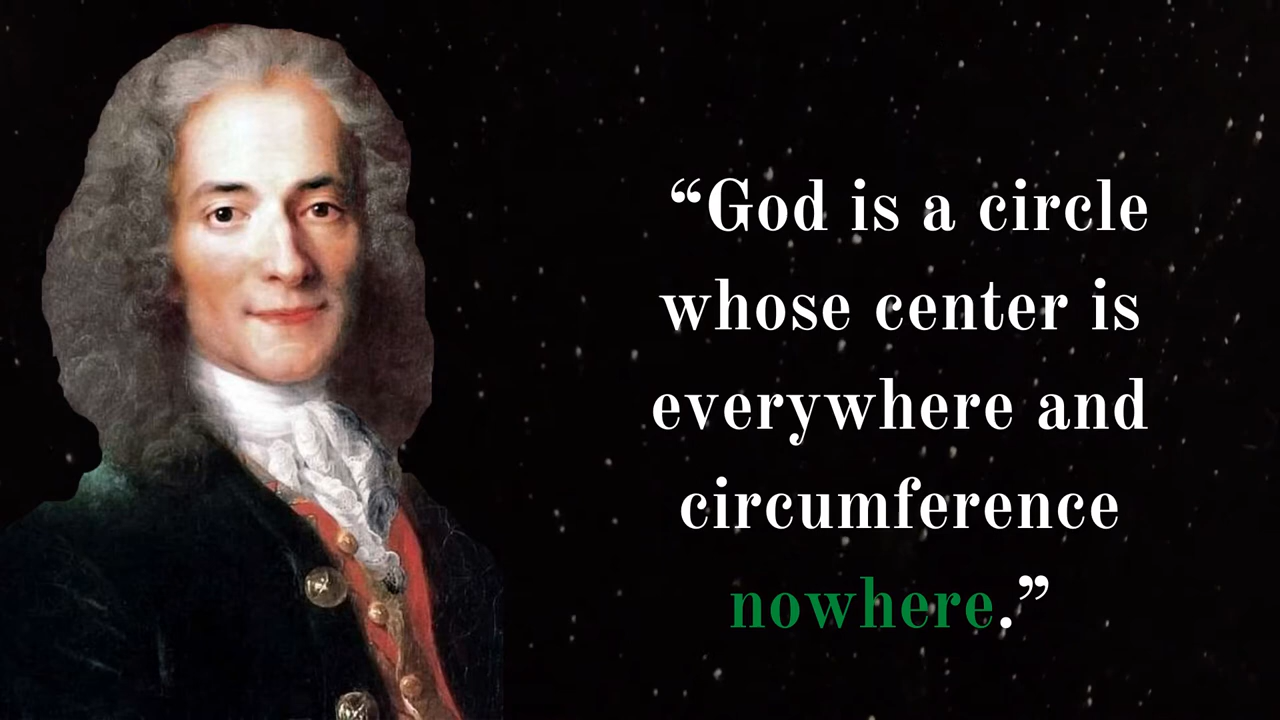 “God is a circle
whose center is
everywhere and
circumference
nowhere.”